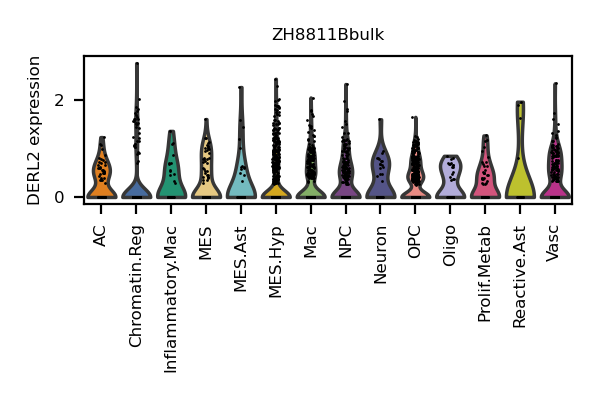 ZH8811Bbulk
DERL2 expression
2
0
AC
Chromatin.Reg
Inflammatory.Mac
MES
MES.Ast
MES.Hyp
Mac
NPC
Neuron
OPC
Oligo
Prolif.Metab
Reactive.Ast
Vasc